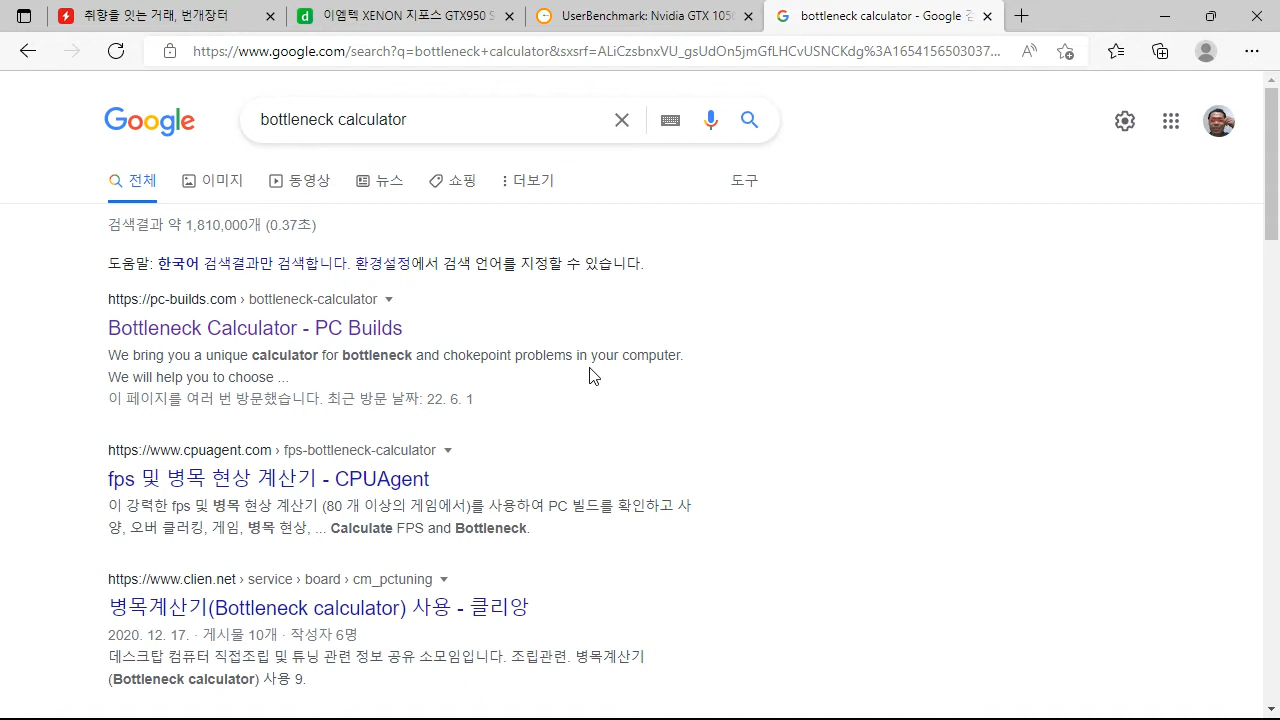 취향을 잇는 거래, 번개장터
이엠텍 XENON 지포스 GTX950 S
UserBenchmark: Nvidia GTX 105
bottleneck calculator - Google 검
https://www.google.com/search?q=bottleneck+calculator&sxsrf=ALiCzsbnxVU_gsUdOn5jmGfLHCvUSNCKdg%3A1654156503037...
Google
bottleneck calculator
전체
이미지
동영상
뉴스
쇼핑
더보기
도구
검색결과 약 1,810,000개 (0.37초)
도움말: 한국어 검색결과만 검색합니다. 환경설정에서 검색 언어를 지정할 수 있습니다.
https://pc-builds.com › bottleneck-calculator
Bottleneck Calculator - PC Builds
We bring you a unique calculator for bottleneck and chokepoint problems in your computer.
We will help you to choose ...
이 페이지를 여러 번 방문했습니다. 최근 방문 날짜: 22. 6. 1
https://www.cpuagent.com › fps-bottleneck-calculator
fps 및 병목 현상 계산기 - CPUAgent
이 강력한 fps 및 병목 현상 계산기 (80 개 이상의 게임에서)를 사용하여 PC 빌드를 확인하고 사
양, 오버 클러킹, 게임, 병목 현상, ... Calculate FPS and Bottleneck.
https://www.clien.net › service › board › cm_pctuning
병목계산기(Bottleneck calculator) 사용 - 클리앙
2020. 12. 17. · 게시물 10개 · 작성자 6명
데스크탑 컴퓨터 직접조립 및 튜닝 관련 정보 공유 소모임입니다. 조립관련. 병목계산기
(Bottleneck calculator) 사용 9.